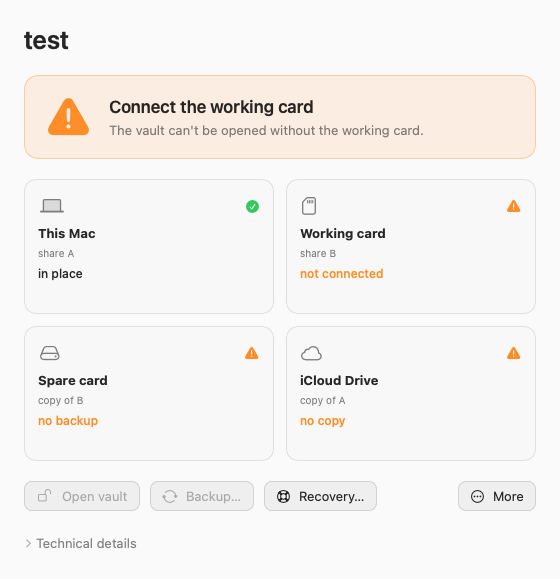 test
Connect the working card
The vault can't be opened without the working card.
This Mac
share A
in place
Working card
share B
not connected
Spare card
copy of B
no backup
iCloud Drive
copy of A
no copy
Open vault
Backup...
Recovery...
More
Technical details